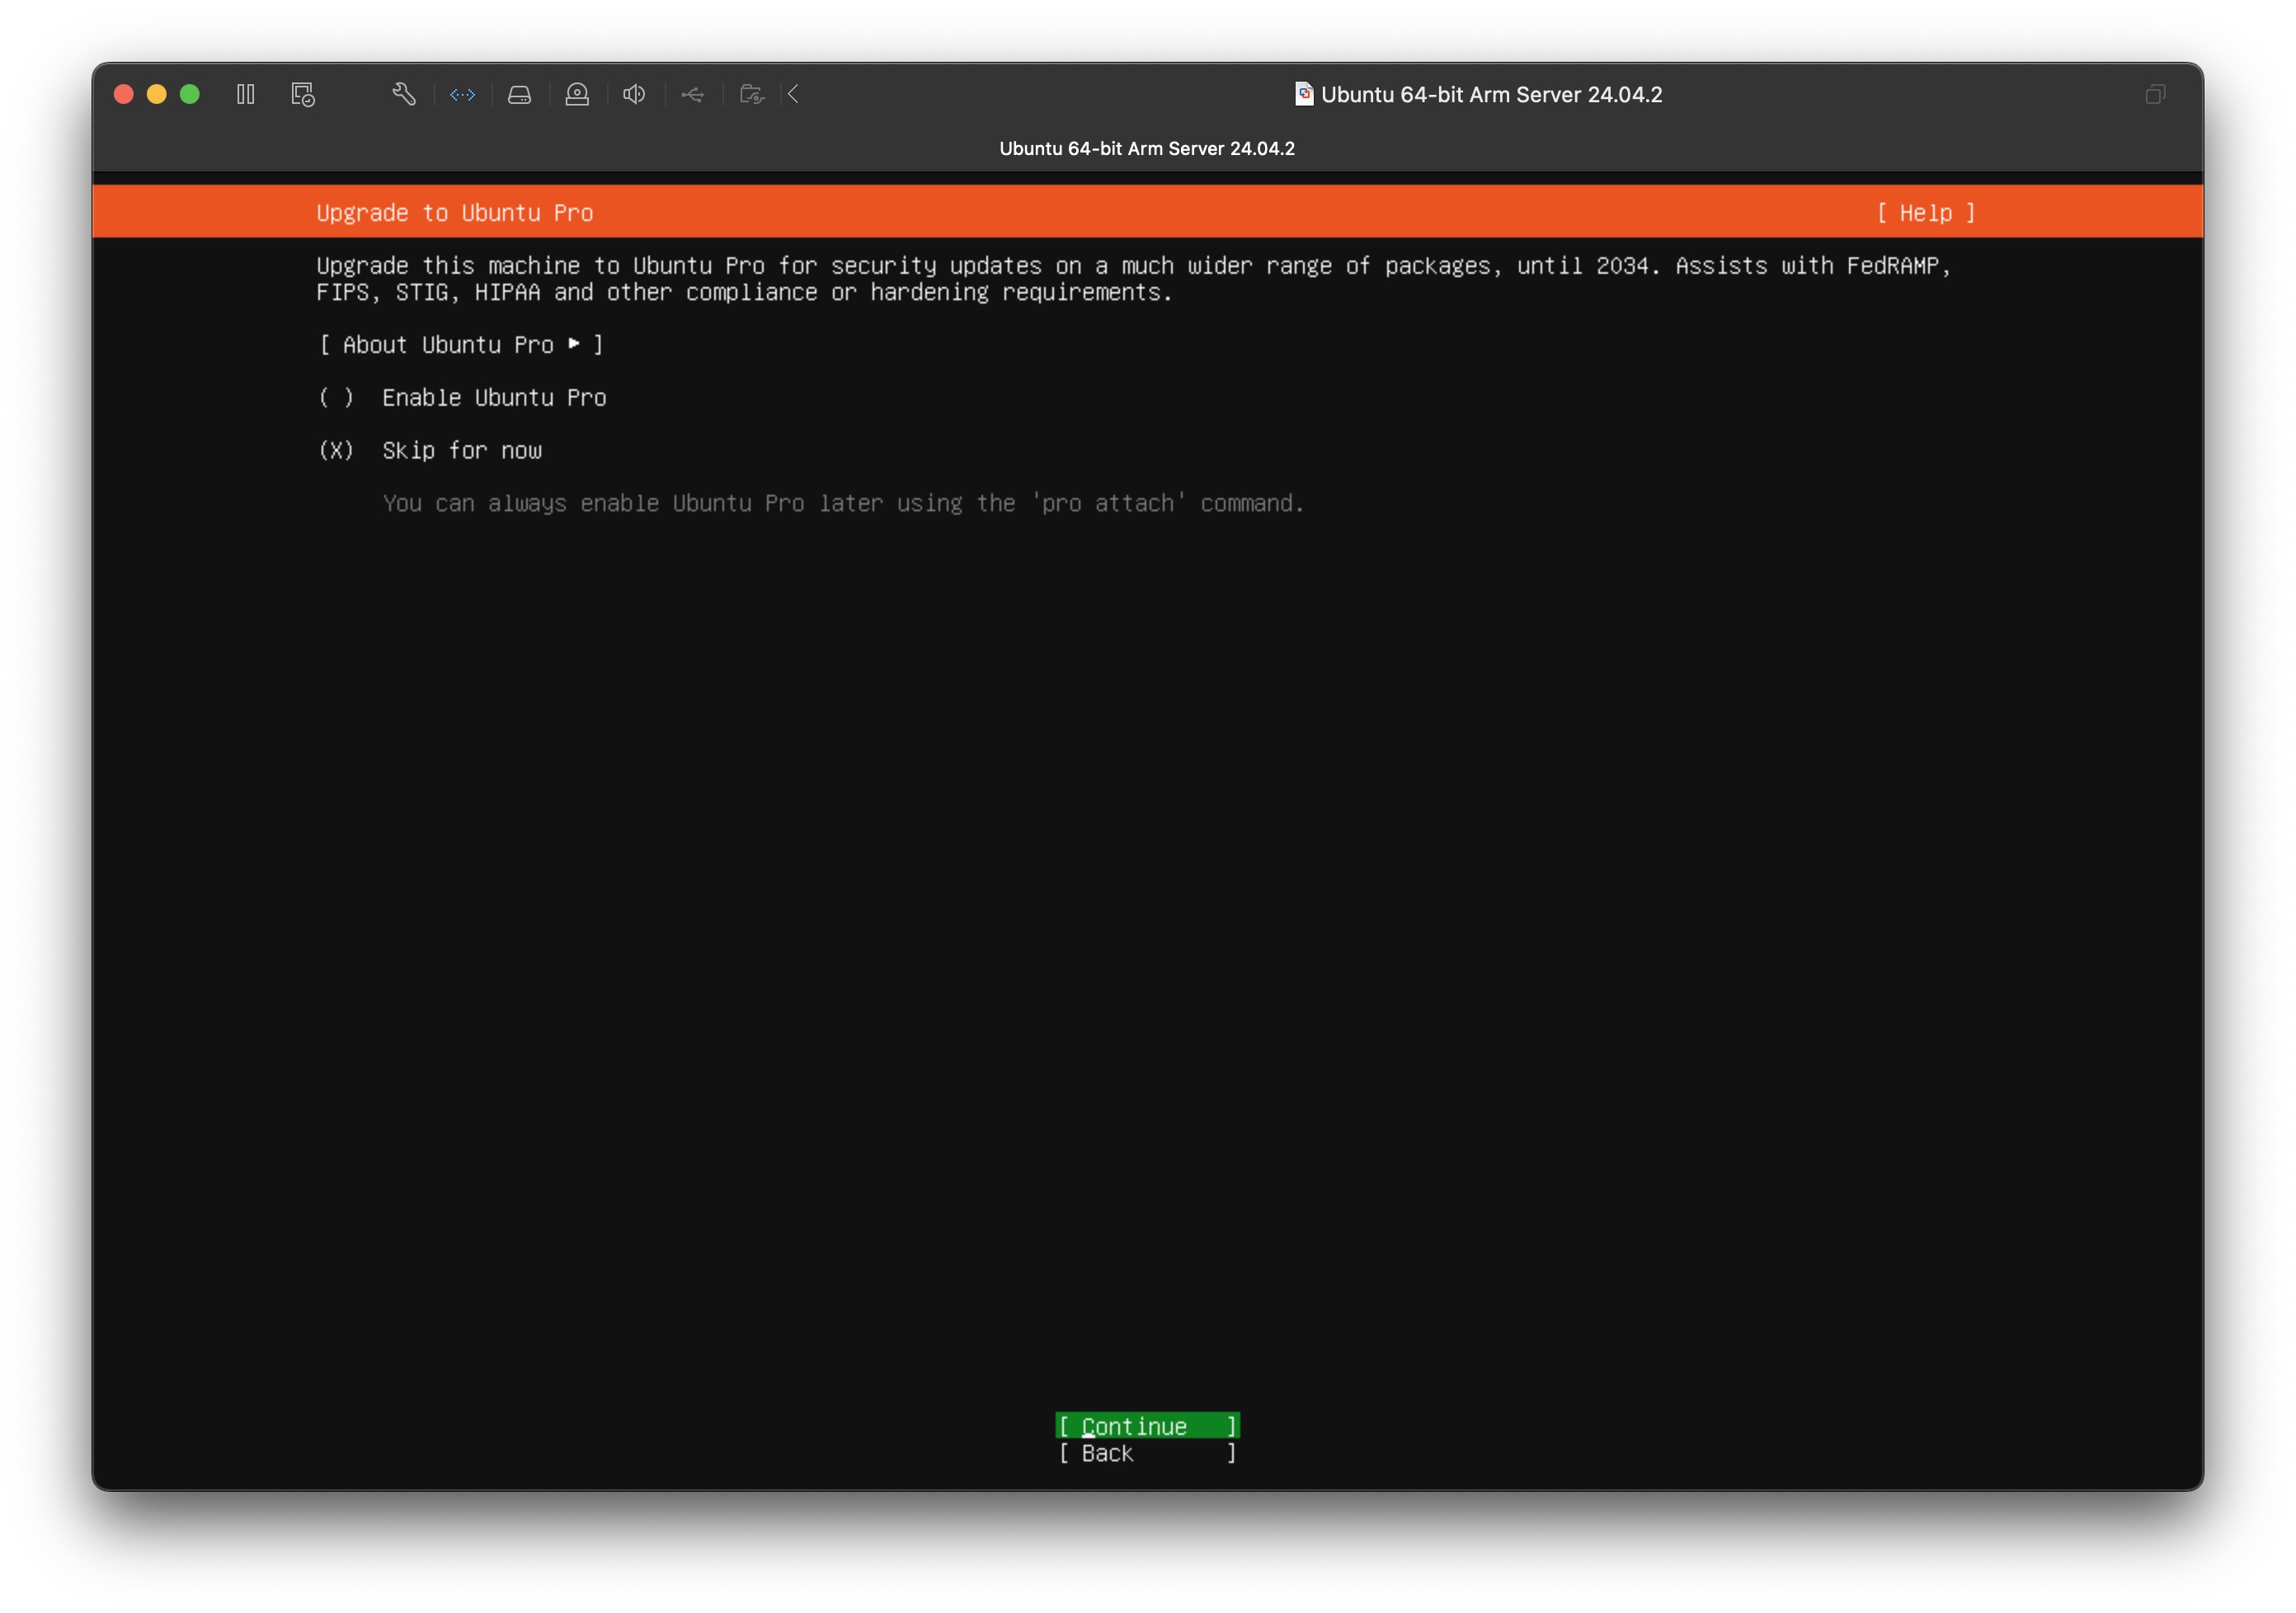 Ubuntu 64-bit Arm Server 24.04.2
Ubuntu 64-bit Arm Server 24.04.2
Upgrade to Ubuntu Pro [ Help ]
Upgrade this machine to Ubuntu Pro for security updates on a much wider range of packages, until 2034. Assists with FedRAMP,
FIPS, STIG, HIPAA and other compliance or hardening requirements.
[ About Ubuntu Pro ▸ ]
( ) Enable Ubuntu Pro
(X) Skip for now
You can always enable Ubuntu Pro later using the 'pro attach' command.
[ Continue ]
[ Back ]